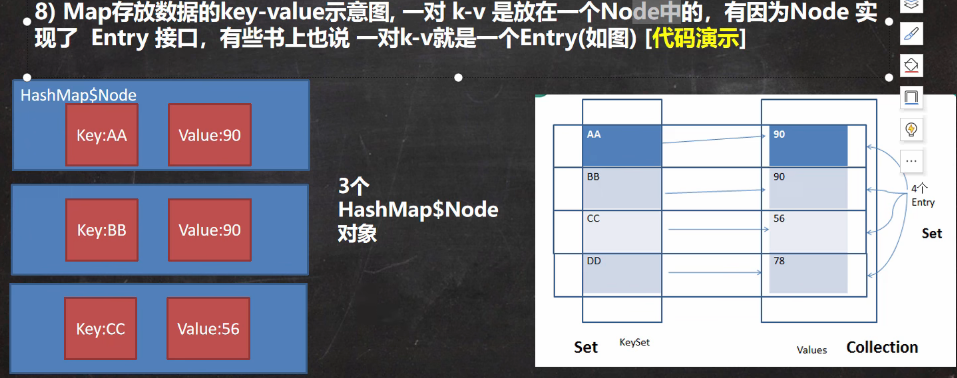 8) Map存放数据的key-value示意图, 一对 k-v 是放在一个Node中的，有因为Node 实
现了 Entry 接口，有些书上也说 一对k-v就是一个Entry(如图) [代码演示]
HashMap$Node
Key:AA
Value:90
Key:BB
Value:90
Key:CC
Value:56
3个
HashMap$Node
对象
AA
90
BB
90
CC
56
DD
78
4个
Entry
Set
Set
KeySet
Values
Collection